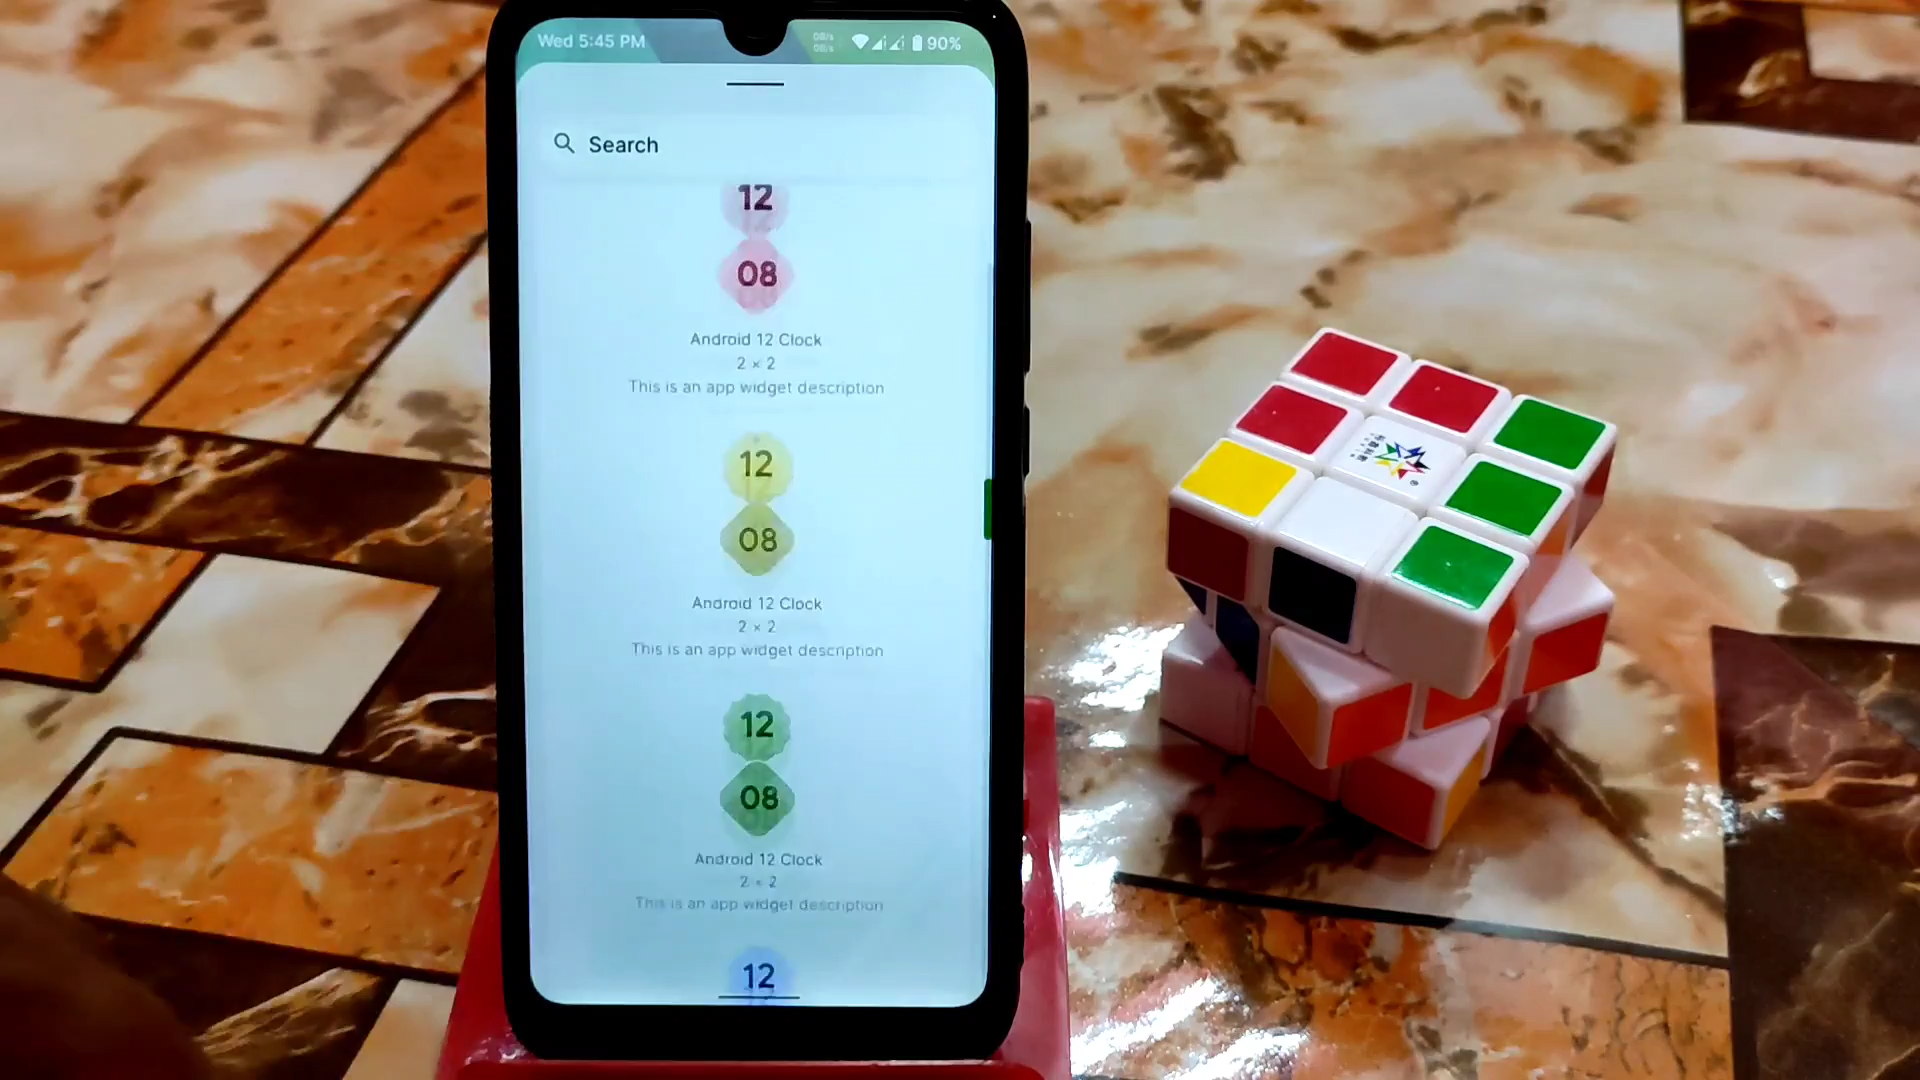 Wed 5:45 PM
90%
Search
12
08
Android 12 Clock
2 × 2
This is an app widget description
12
08
Android 12 Clock
2 × 2
This is an app widget description
12
08
Android 12 Clock
2 × 2
This is an app widget description
12